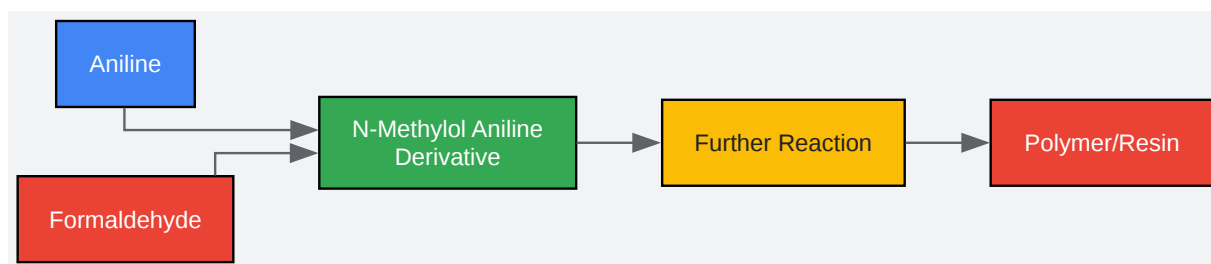 Aniline
Formaldehyde
N-Methylol Aniline
Derivative
Further Reaction
Polymer/Resin